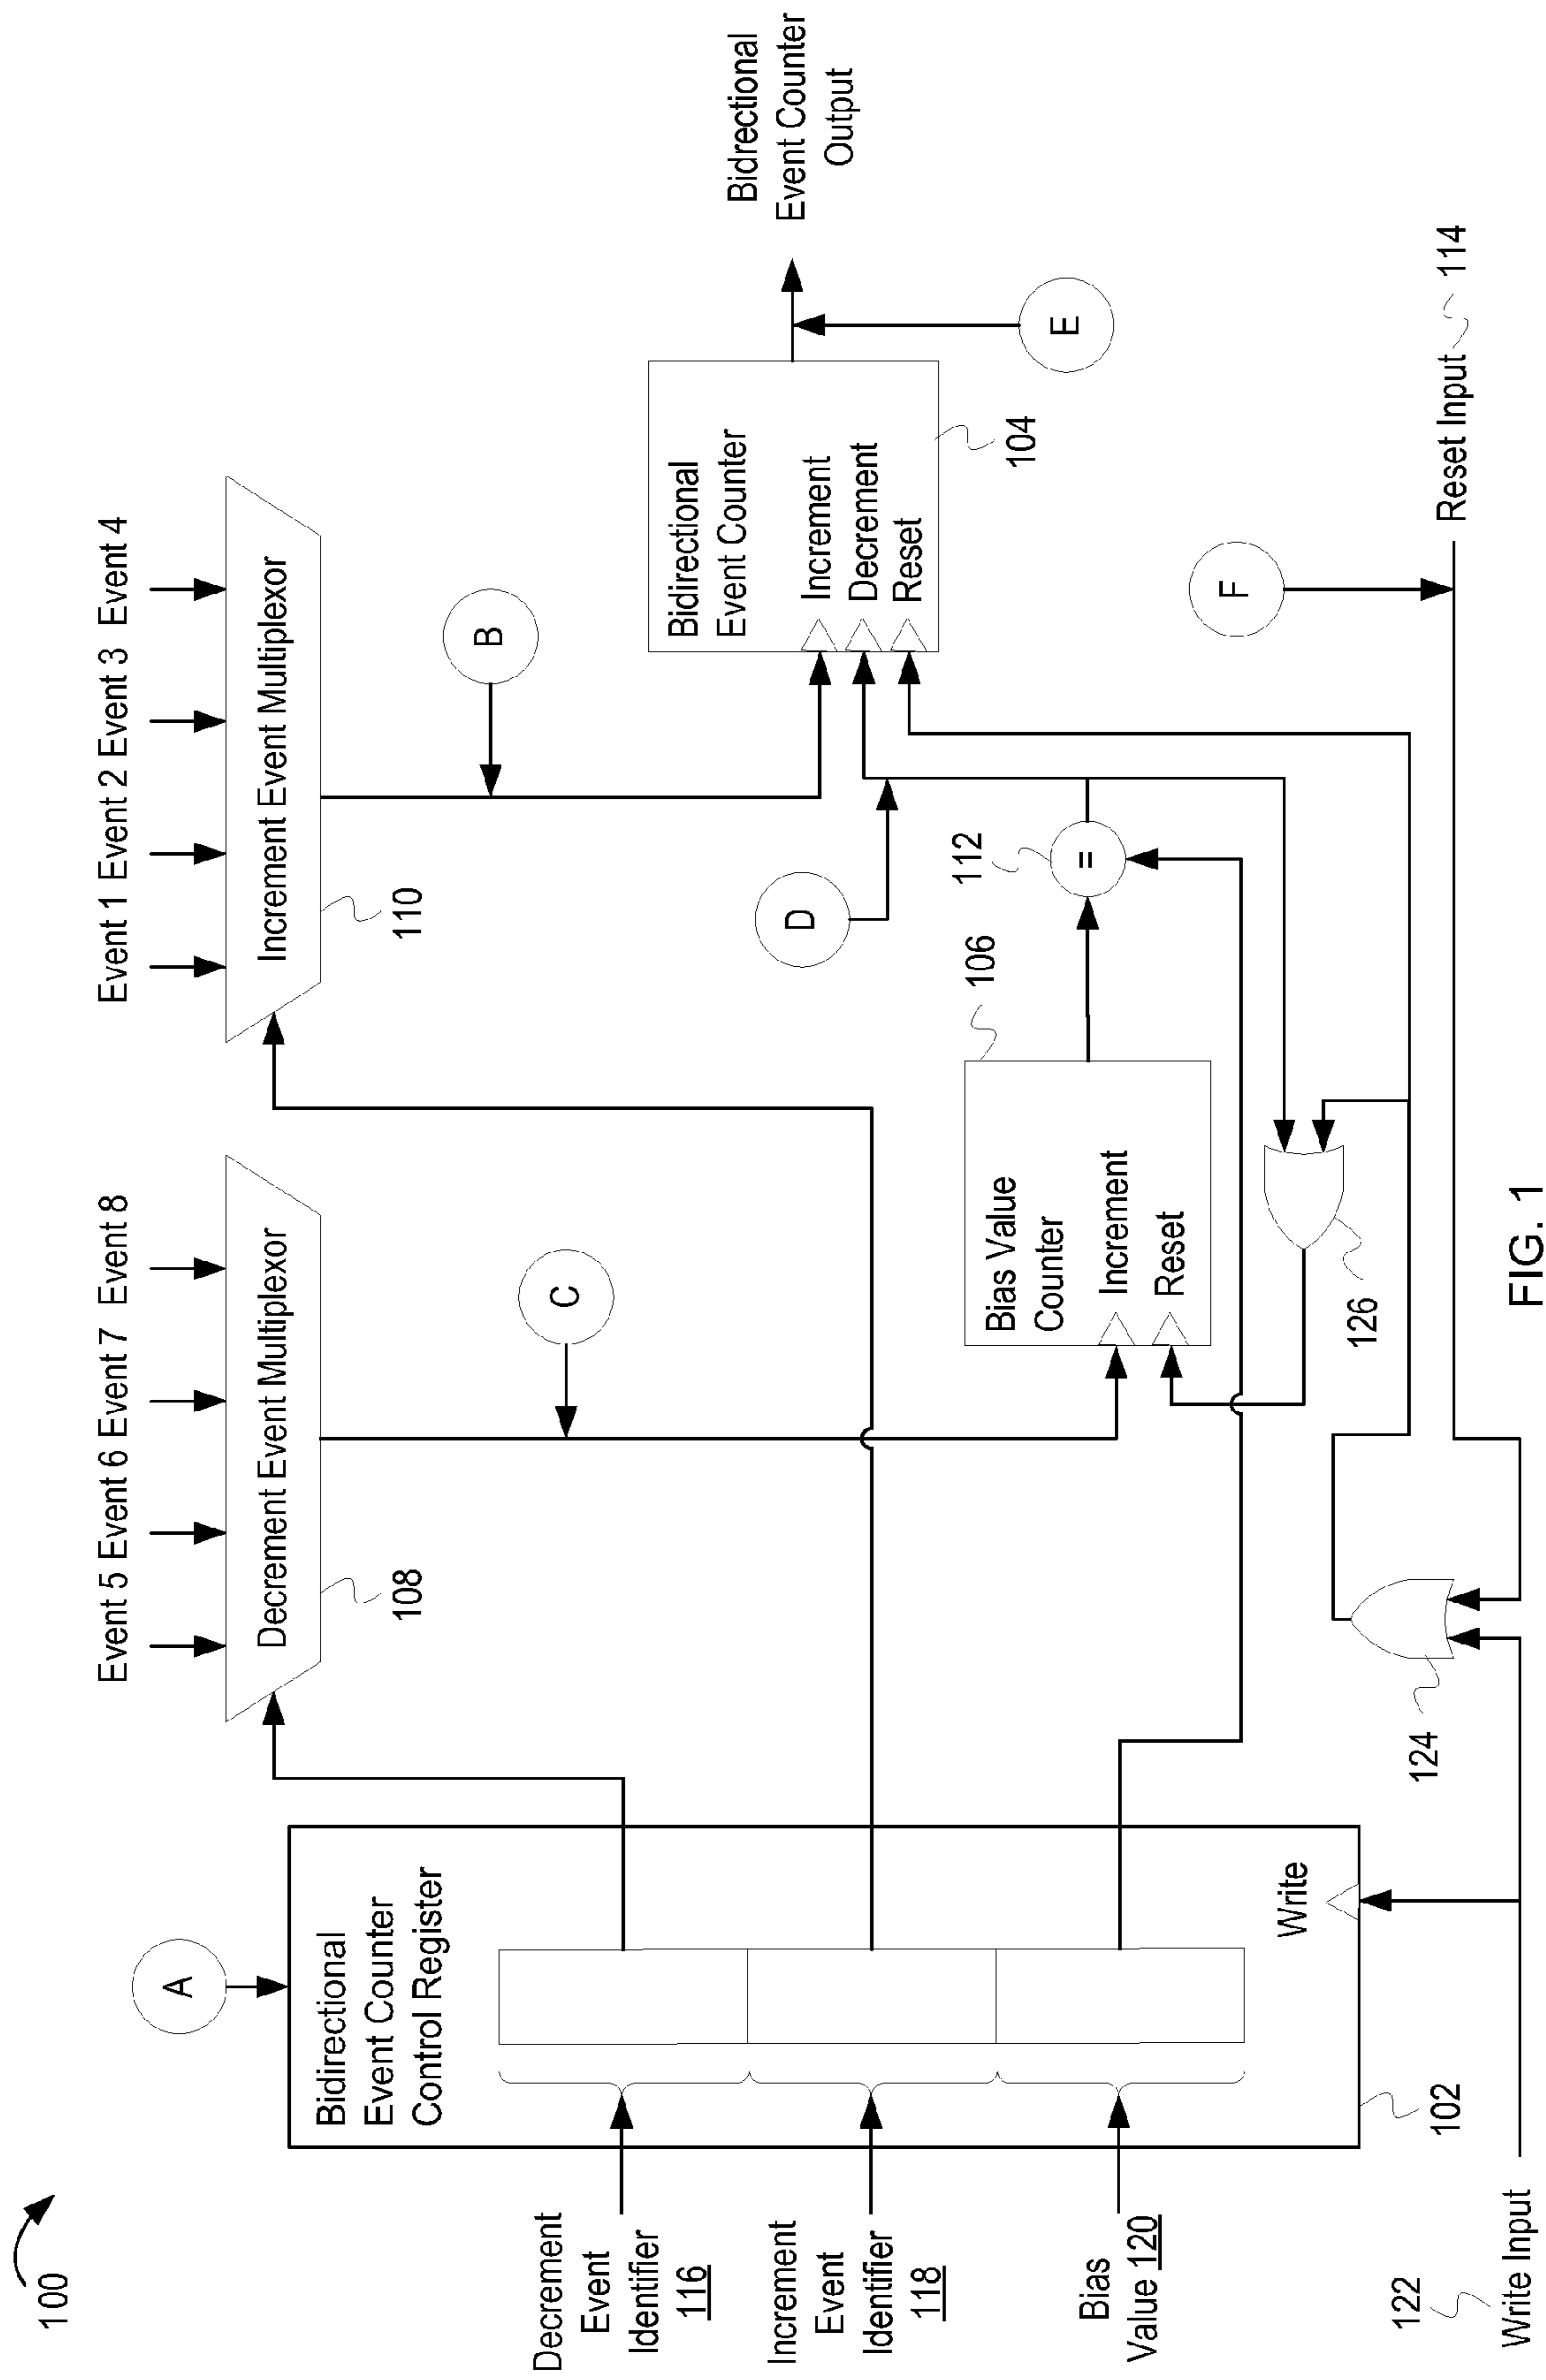 100
Event 5 Event 6 Event 7 Event 8
Event 1 Event 2 Event 3 Event 4
Decrement Event Multiplexor
Increment Event Multiplexor
A
108
110
Bidirectional
Event Counter
Control Register
C
B
Decrement
Event
Identifier
116
Increment
Event
Identifier
118
Bias
Value 120
Write
102
Bidirectional
Event Counter
Increment
Decrement
Reset
104
Bidrectional
Event Counter
Output
D
E
112
=
106
Bias Value
Counter
Increment
Reset
F
126
124
122
Write Input
Reset Input 114
FIG. 1